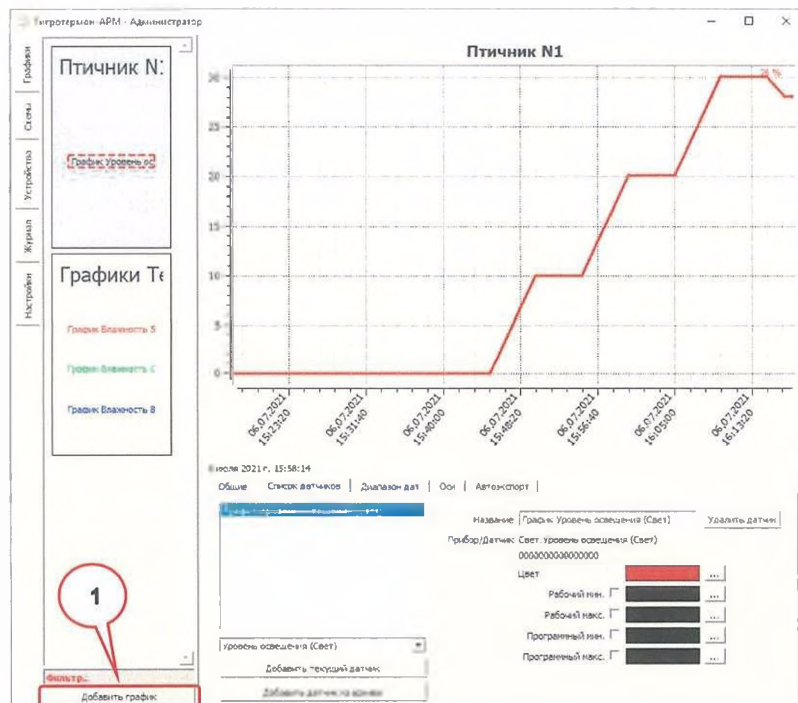 Гигротермон-АРМ - Администратор
Графики
Схема
Устройства
Журнал
Настройки
Птичник N:
График Уровень ос
Графики Те
График Влажность 5
График Влажность С
График Влажность 8
1
Фильтр...
Добавить график
Птичник N1
30
25
20
15
10
5
0
%
06.07.2021 15:23:20
06.07.2021 15:31:40
06.07.2021 15:40:00
06.07.2021 15:48:20
06.07.2021 15:56:40
06.07.2021 16:05:00
06.07.2021 16:13:20
июля 2021 г. 15:58:14
Общие Список датчиков Диапазон дат Оси Автоэкспорт
Название График Уровень освещения (Свет) Удалить датчик
Прибор/Датчик Свет. Уровень освещения (Свет)
0000000000000000
Цвет ...
Рабочий мин. ...
Рабочий макс. ...
Программный мин. ...
Программный макс. ...
Уровень освещения (Свет)
Добавить текущий датчик
Добавить датчик из архива